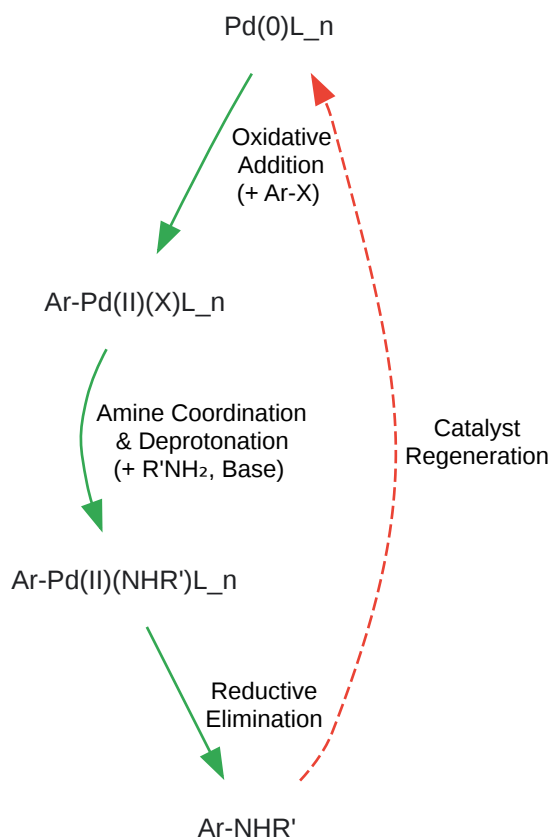 Pd(0)L_n
Oxidative
Addition
(+ Ar-X)
Ar-Pd(II)(X)L_n
Amine Coordination
& Deprotonation
(+ R'NH₂, Base)
Catalyst
Regeneration
Ar-Pd(II)(NHR')L_n
Reductive
Elimination
Ar-NHR'